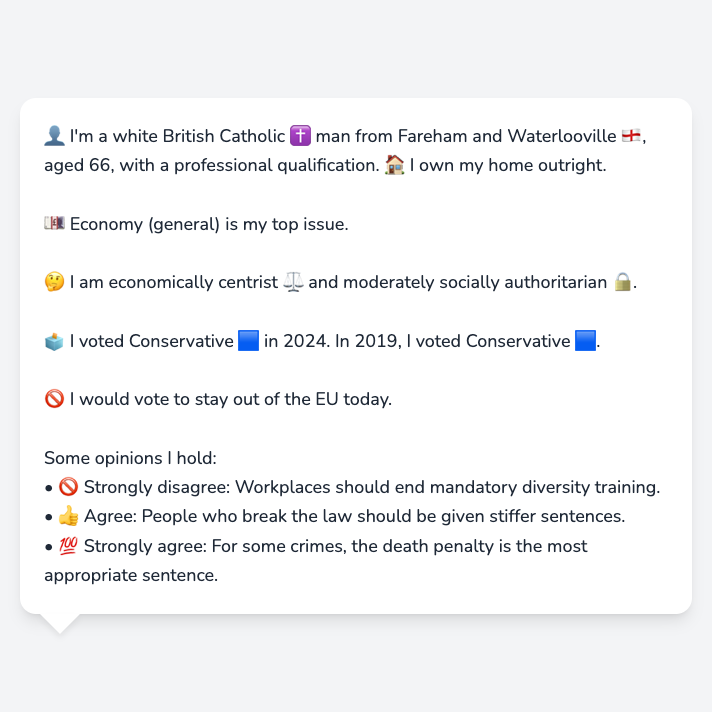 👤 I'm a white British Catholic ✝️ man from Fareham and Waterlooville 🏴󠁧󠁢󠁥󠁮󠁧󠁿,
aged 66, with a professional qualification. 🏠 I own my home outright.
💷 Economy (general) is my top issue.
🤔 I am economically centrist ⚖️ and moderately socially authoritarian 🔒.
🗳️ I voted Conservative 🟦 in 2024. In 2019, I voted Conservative 🟦.
🚫 I would vote to stay out of the EU today.
Some opinions I hold:
• 🚫 Strongly disagree: Workplaces should end mandatory diversity training.
• 👍 Agree: People who break the law should be given stiffer sentences.
• 💯 Strongly agree: For some crimes, the death penalty is the most
appropriate sentence.